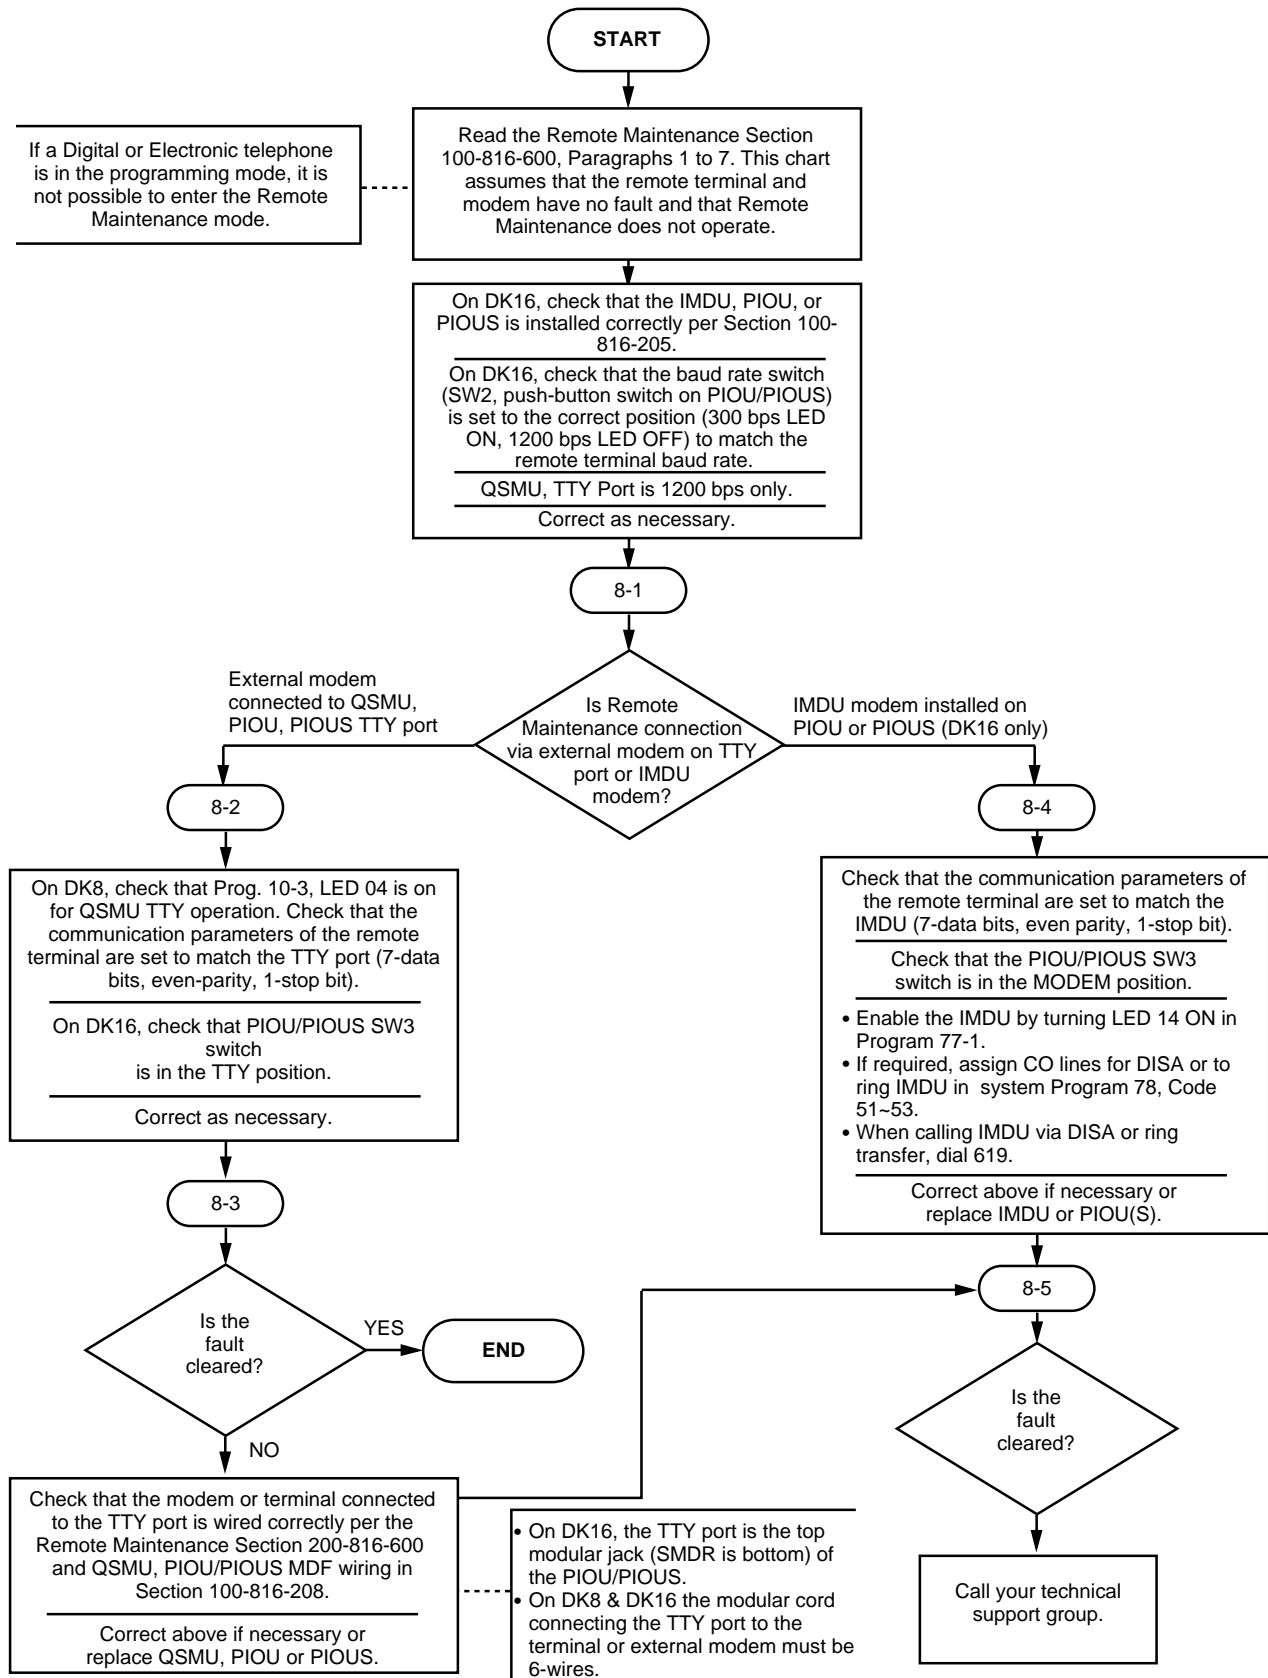 START
If a Digital or Electronic telephone
is in the programming mode, it is
not possible to enter the Remote
Maintenance mode.
Read the Remote Maintenance Section
100-816-600, Paragraphs 1 to 7. This chart
assumes that the remote terminal and
modem have no fault and that Remote
Maintenance does not operate.
On DK16, check that the IMDU, PIOU, or
PIOUS is installed correctly per Section 100-
816-205.
On DK16, check that the baud rate switch
(SW2, push-button switch on PIOU/PIOUS)
is set to the correct position (300 bps LED
ON, 1200 bps LED OFF) to match the
remote terminal baud rate.
QSMU, TTY Port is 1200 bps only.
Correct as necessary.
8-1
External modem
connected to QSMU,
PIOU, PIOUS TTY port
Is Remote
Maintenance connection
via external modem on TTY
port or IMDU
modem?
IMDU modem installed on
PIOU or PIOUS (DK16 only)
8-2
On DK8, check that Prog. 10-3, LED 04 is on
for QSMU TTY operation. Check that the
communication parameters of the remote
terminal are set to match the TTY port (7-data
bits, even-parity, 1-stop bit).
On DK16, check that PIOU/PIOUS SW3
switch
is in the TTY position.
Correct as necessary.
8-3
Is the
fault
cleared?
YES
END
NO
Check that the modem or terminal connected
to the TTY port is wired correctly per the
Remote Maintenance Section 200-816-600
and QSMU, PIOU/PIOUS MDF wiring in
Section 100-816-208.
Correct above if necessary or
replace QSMU, PIOU or PIOUS.
• On DK16, the TTY port is the top
modular jack (SMDR is bottom) of
the PIOU/PIOUS.
• On DK8 & DK16 the modular cord
connecting the TTY port to the
terminal or external modem must be
6-wires.
8-4
Check that the communication parameters of
the remote terminal are set to match the
IMDU (7-data bits, even parity, 1-stop bit).
Check that the PIOU/PIOUS SW3
switch is in the MODEM position.
• Enable the IMDU by turning LED 14 ON in
Program 77-1.
• If required, assign CO lines for DISA or to
ring IMDU in system Program 78, Code
51~53.
• When calling IMDU via DISA or ring
transfer, dial 619.
Correct above if necessary or
replace IMDU or PIOU(S).
8-5
Is the
fault
cleared?
Call your technical
support group.